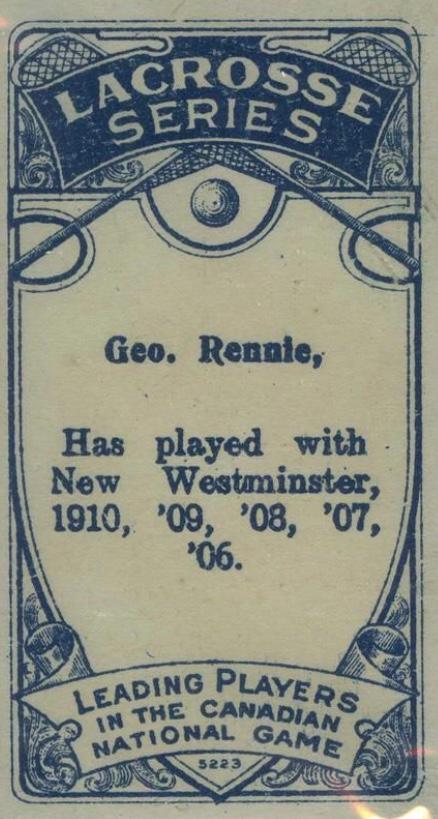 LACROSSE
SERIES
Geo. Rennie,
Has played with
New Westminster,
1910, '09, '08, '07,
'06.
LEADING PLAYERS
IN THE CANADIAN
NATIONAL GAME
5223